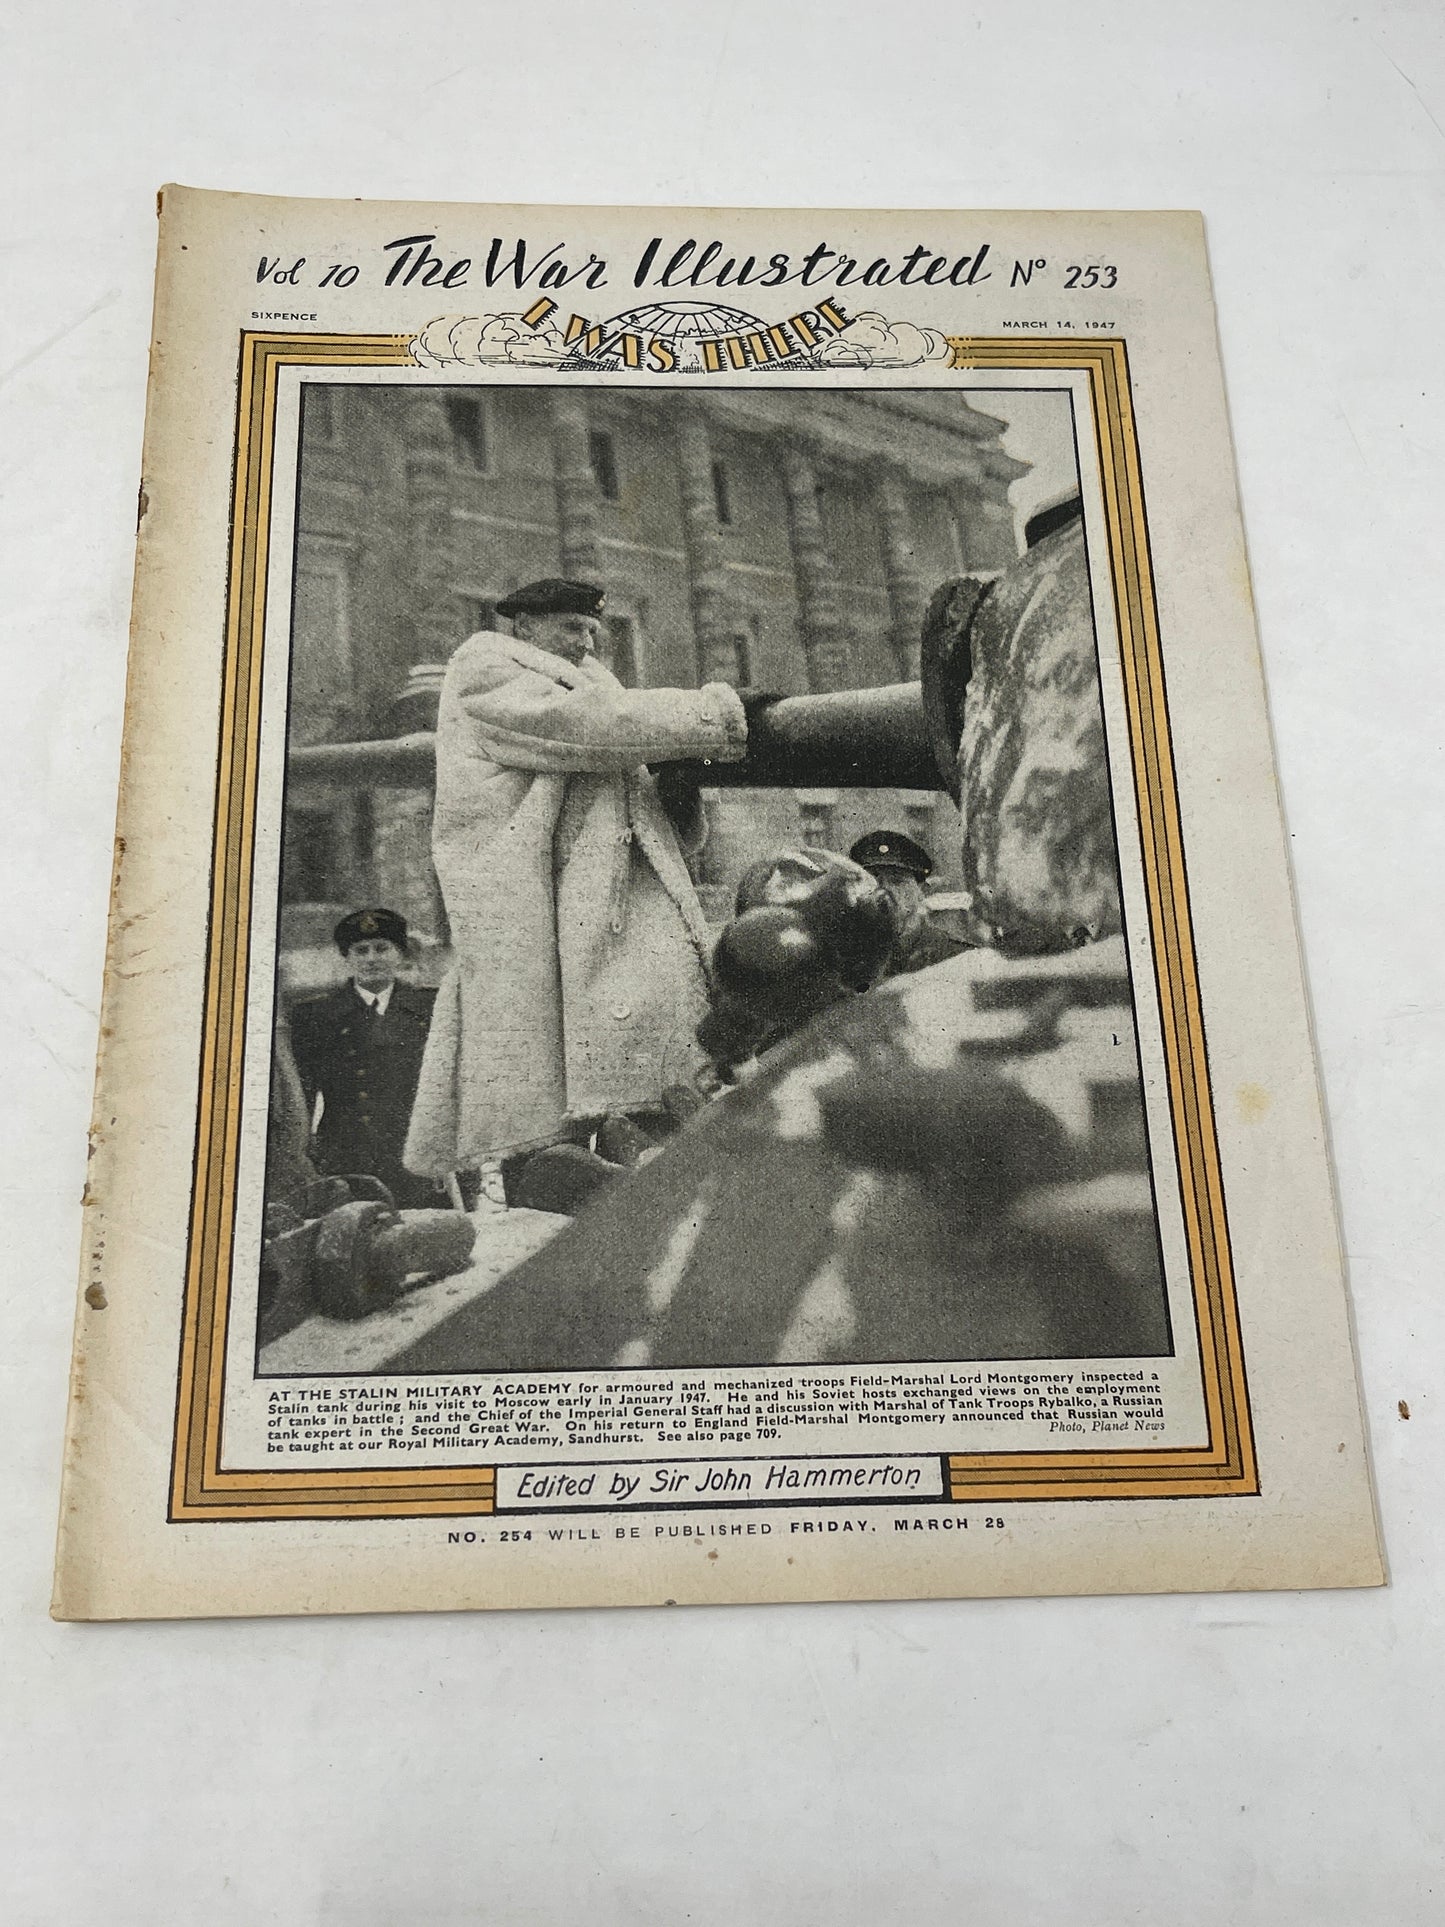 Vol 10 The War Illustrated Nº 253
SIXPENCE
MARCH 14, 1947
I WAS THERE
AT THE STALIN MILITARY ACADEMY for armoured and mechanized troops Field-Marshal Lord Montgomery inspected a
Stalin tank during his visit to Moscow early in January 1947. He and his Soviet hosts exchanged views on the employment
of tanks in battle ; and the Chief of the Imperial General Staff had a discussion with Marshal of Tank Troops Rybalko, a Russian
tank expert in the Second Great War. On his return to England Field-Marshal Montgomery announced that Russian would
be taught at our Royal Military Academy, Sandhurst. See also page 709.
Photo, Planet News
Edited by Sir John Hammerton
NO. 254 WILL BE PUBLISHED FRIDAY, MARCH 28